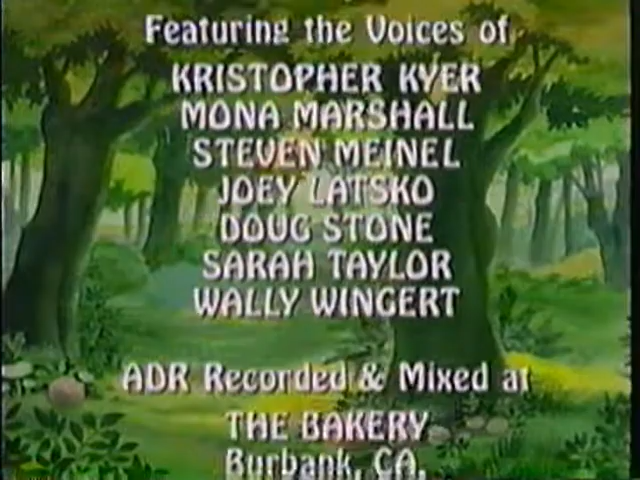 Featuring the Voices of
KRISTOPHER KYER
MONA MARSHALL
STEVEN MEINEL
JOEY LATSKO
DOUG STONE
SARAH TAYLOR
WALLY WINGERT
ADR Recorded & Mixed at
THE BAKERY
Burbank, CA.